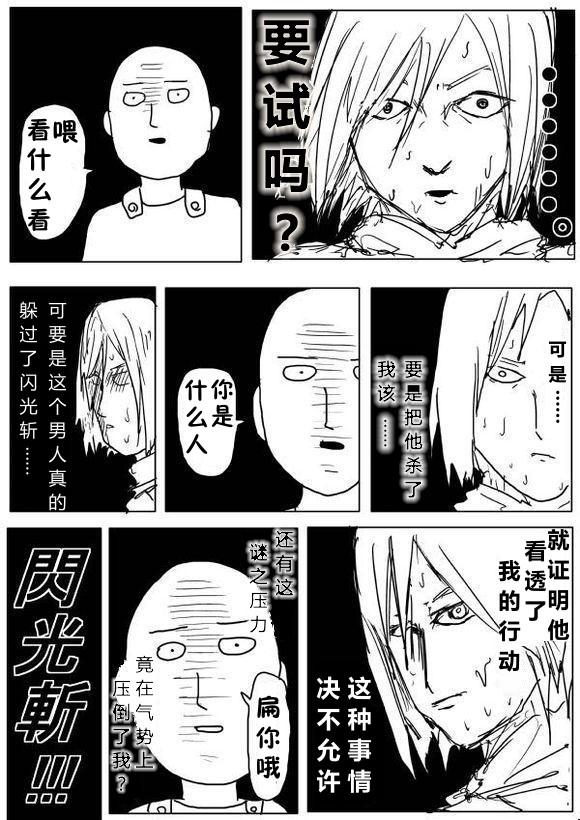 要试吗？
………◎
喂
看什么看
可是……
要是把他杀了
我该……
你是
什么人
可要是这个男人真的
躲过了闪光斩……
就证明他
看透了
我的行动
这种事情
决不允许
还有这
谜之压力
竟在气势上
压倒了我？
扁你哦
閃光斬!!!